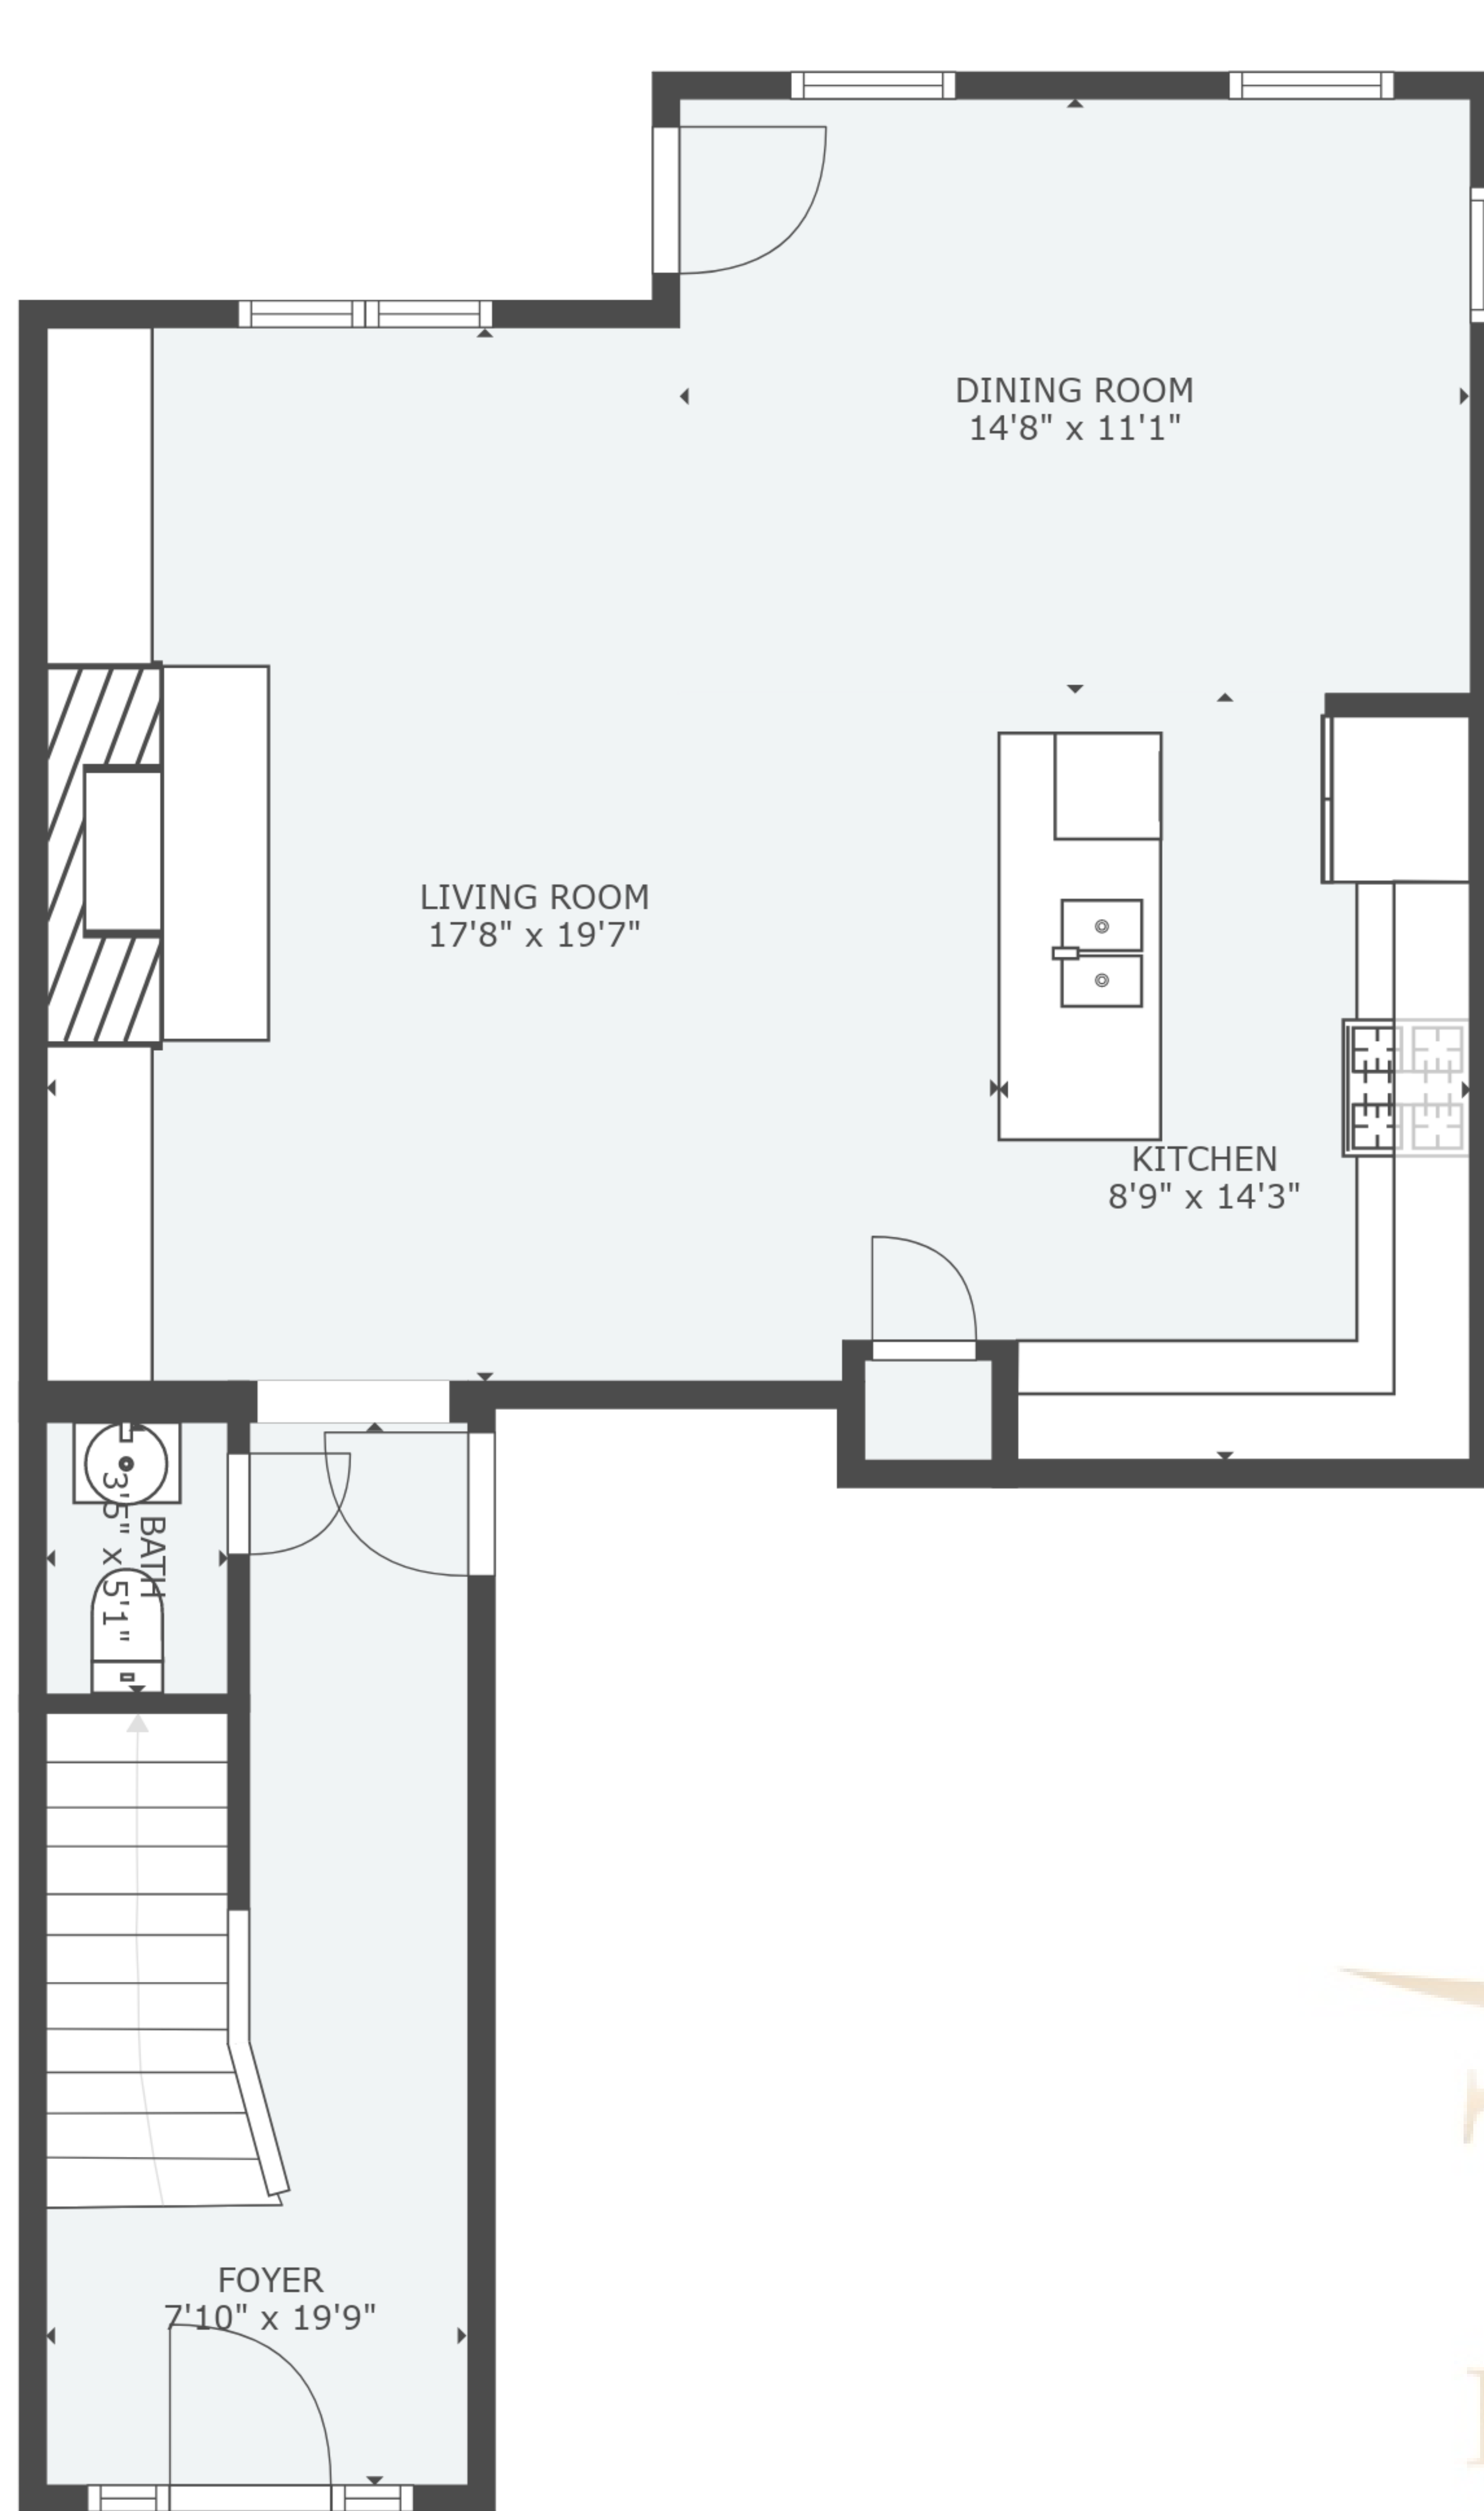 DINING ROOM
14'8" x 11'1"
LIVING ROOM
17'8" x 19'7"
KITCHEN
8'9" x 14'3"
BATH
3'5" x 5'1"
FOYER
7'10" x 19'9"